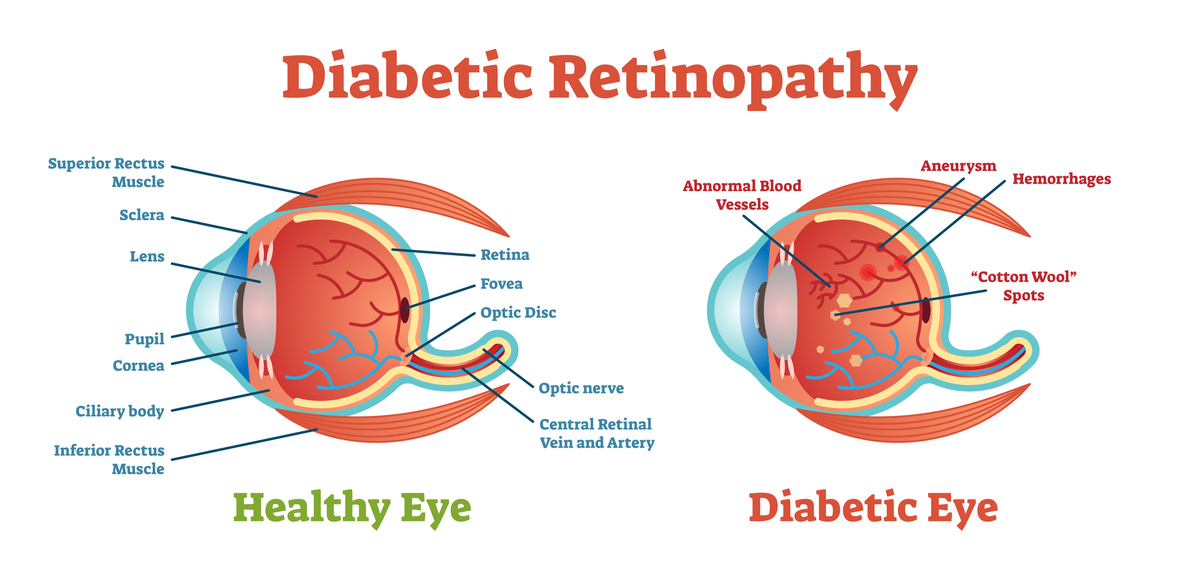 Diabetic Retinopathy
Superior Rectus
Muscle
Sclera
Lens
Pupil
Cornea
Ciliary body
Inferior Rectus
Muscle
Retina
Fovea
Optic Disc
Optic nerve
Central Retinal
Vein and Artery
Healthy Eye
Abnormal Blood
Vessels
Aneurysm
Hemorrhages
“Cotton Wool”
Spots
Diabetic Eye